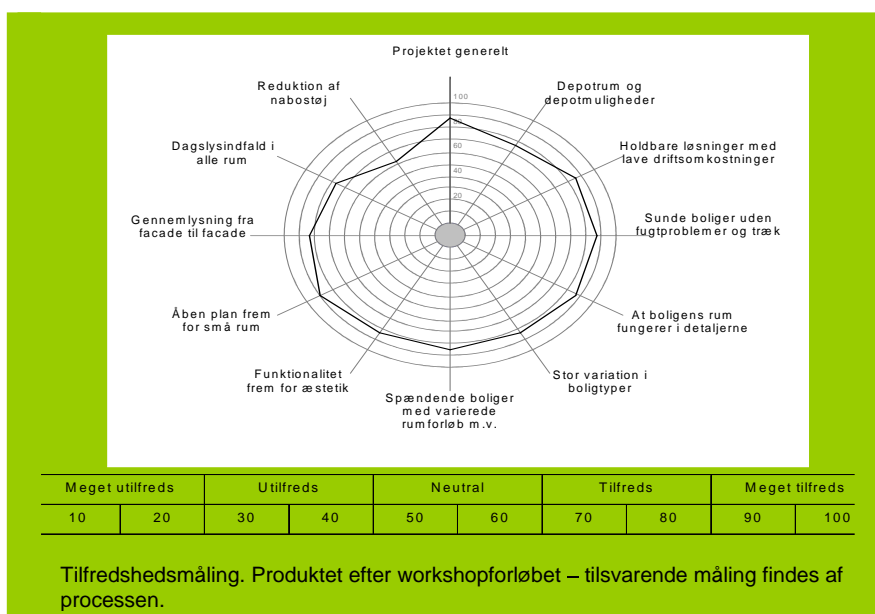 Projektet generelt
Reduktion af
nabostøj
Depotrum og
depotmuligheder
Dagslysindfald i
alle rum
Holdbare løsninger med
lave driftsomkostninger
Gennemlysning fra
facade til facade
Sunde boliger uden
fugtproblemer og træk
Åben plan frem
for små rum
At boligens rum
fungerer i detaljerne
Funktionalitet
frem for æstetik
Stor variation i
boligtyper
Spændende boliger
med varierede
rumforløb m.v.
100
80
60
40
20
Meget utilfreds Utilfreds Neutral Tilfreds Meget tilfreds
10 20 30 40 50 60 70 80 90 100
Tilfredshedsmåling. Produktet efter workshopforløbet – tilsvarende måling findes af
processen.